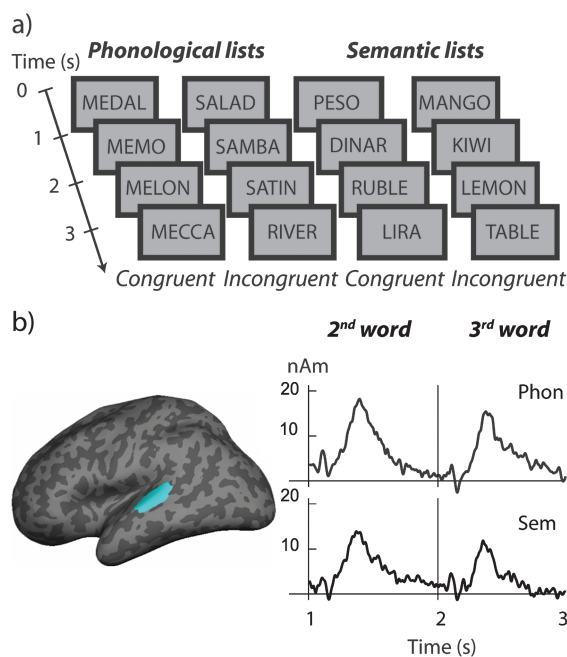 a)
Phonological lists Semantic lists
Time (s)
0 MEDAL SALAD PESO MANGO
1 MEMO SAMBA DINAR KIWI
2 MELON SATIN RUBLE LEMON
3 MECCA RIVER LIRA TABLE
Congruent Incongruent Congruent Incongruent
b)
2nd word 3rd word
nAm
20
Phon
10
20
Sem
10
1 2 3
Time (s)